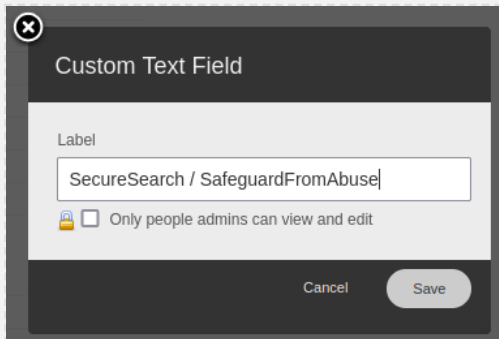 Custom Text Field
Label
SecureSearch / SafeguardFromAbuse
Only people admins can view and edit
Cancel Save